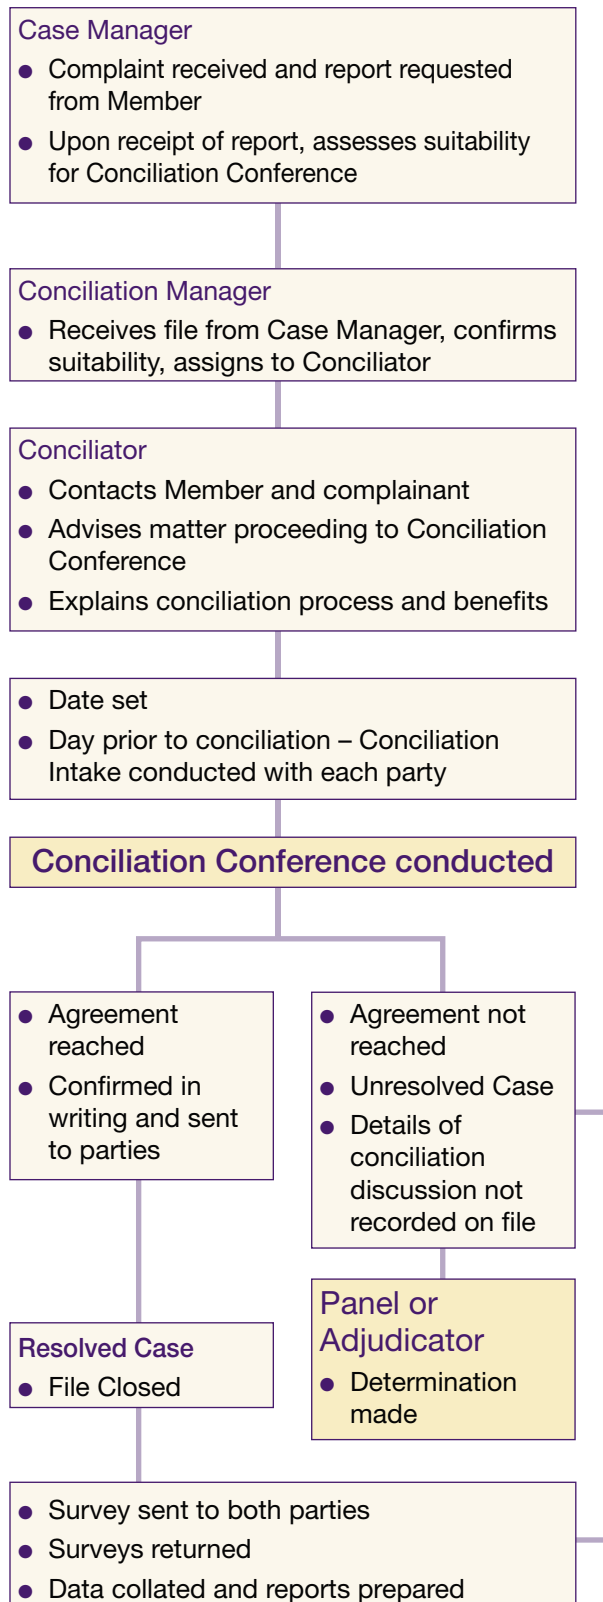 Case Manager
● Complaint received and report requested
from Member
● Upon receipt of report, assesses suitability
for Conciliation Conference
Conciliation Manager
● Receives file from Case Manager, confirms
suitability, assigns to Conciliator
Conciliator
● Contacts Member and complainant
● Advises matter proceeding to Conciliation
Conference
● Explains conciliation process and benefits
● Date set
● Day prior to conciliation – Conciliation
Intake conducted with each party
Conciliation Conference conducted
● Agreement
reached
● Confirmed in
writing and sent
to parties
● Agreement not
reached
● Unresolved Case
● Details of
conciliation
discussion not
recorded on file
Panel or
Adjudicator
● Determination
made
Resolved Case
● File Closed
● Survey sent to both parties
● Surveys returned
● Data collated and reports prepared